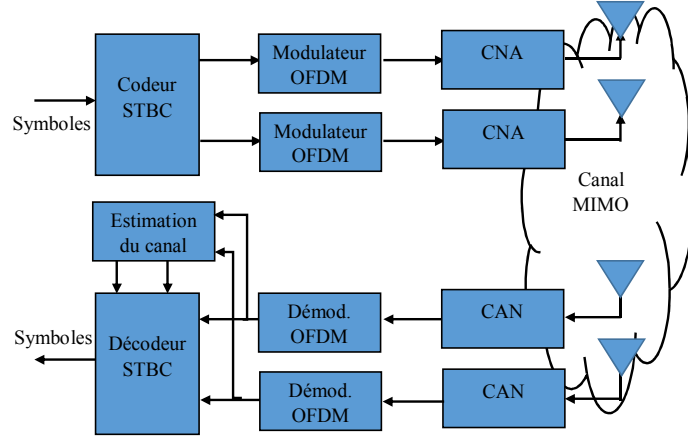 Symboles
Codeur
STBC
Modulateur
OFDM
CNA
Modulateur
OFDM
CNA
Canal
MIMO
Estimation
du canal
Symboles
Décodeur
STBC
Démod.
OFDM
CAN
Démod.
OFDM
CAN